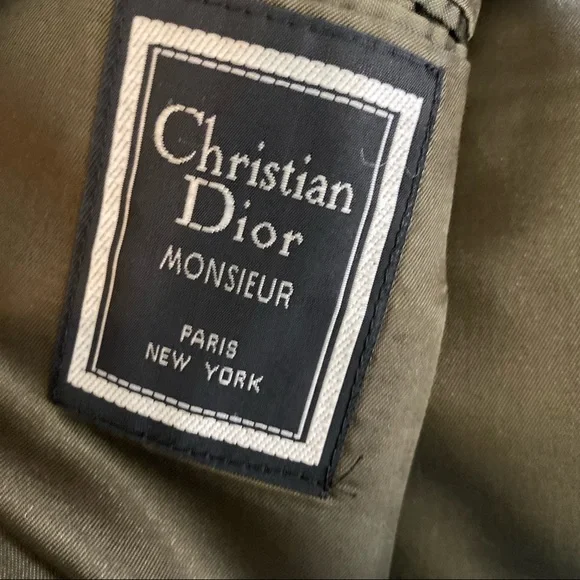 Christian
Dior
MONSIEUR
PARIS
NEW YORK